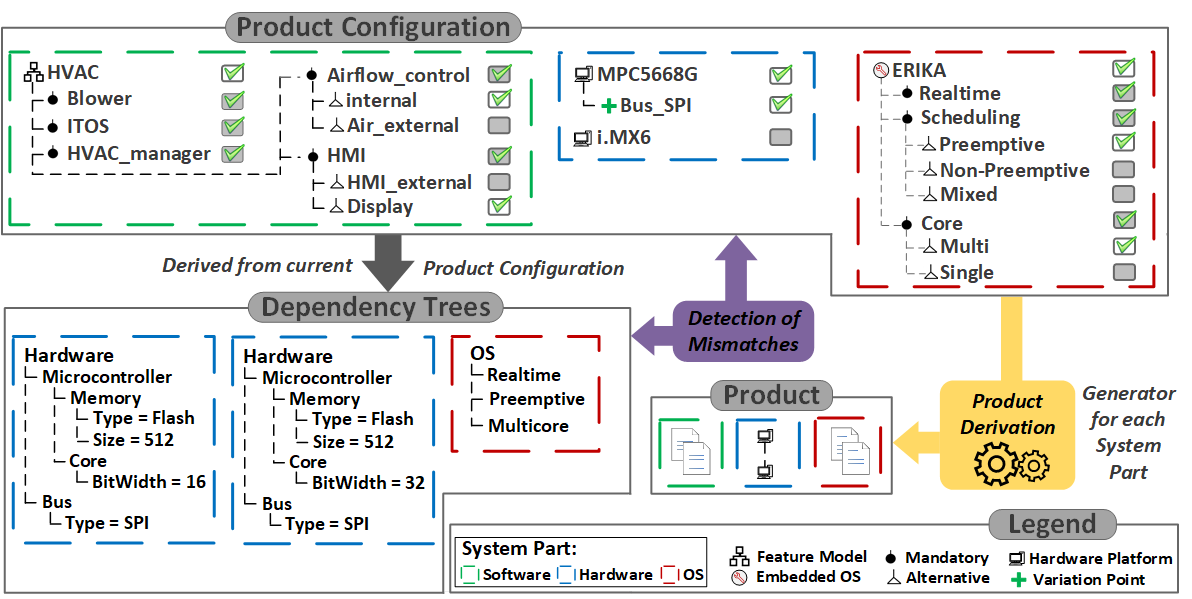 Product Configuration
HVAC
Blower
ITOS
HVAC_manager
Airflow_control
internal
Air_external
HMI
HMI_external
Display
MPC5668G
Bus_SPI
i.MX6
ERIKA
Realtime
Scheduling
Preemptive
Non-Preemptive
Mixed
Core
Multi
Single
Derived from current
Product Configuration
Dependency Trees
Hardware
Microcontroller
Memory
Type = Flash
Size = 512
Core
BitWidth = 16
Bus
Type = SPI
Hardware
Microcontroller
Memory
Type = Flash
Size = 512
Core
BitWidth = 32
Bus
Type = SPI
OS
Realtime
Preemptive
Multicore
Detection of
Mismatches
Product
Product
Derivation
Generator
for each
System
Part
Legend
System Part:
Software
Hardware
OS
Feature Model
Mandatory
Hardware Platform
Embedded OS
Alternative
Variation Point